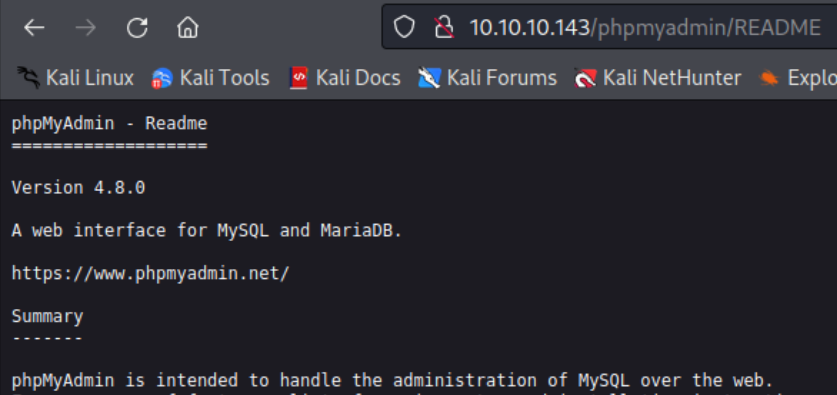 10.10.10.143/phpmyadmin/README
Kali Linux Kali Tools Kali Docs Kali Forums Kali NetHunter Explo
phpMyAdmin - Readme
===================
Version 4.8.0
A web interface for MySQL and MariaDB.
https://www.phpmyadmin.net/
Summary
-------
phpMyAdmin is intended to handle the administration of MySQL over the web.